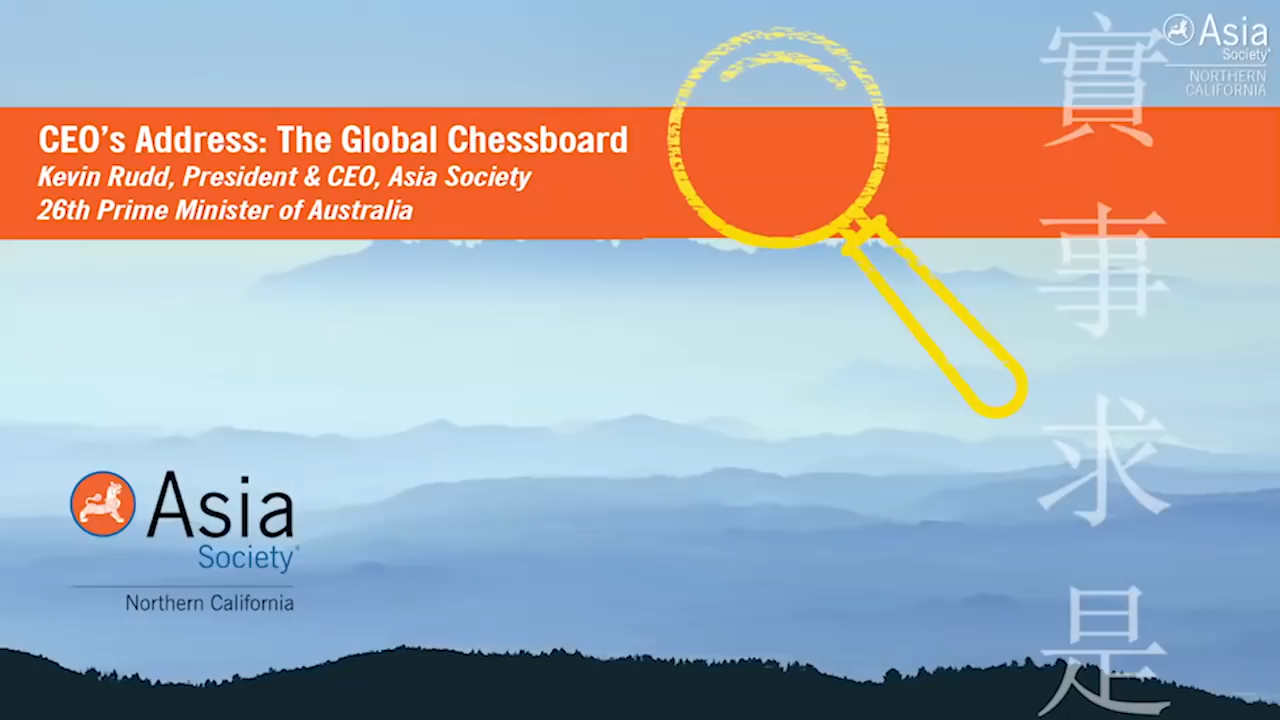 CEO's Address: The Global Chessboard
Kevin Rudd, President & CEO, Asia Society
26th Prime Minister of Australia
實事求是
Asia
Society
NORTHERN
CALIFORNIA
Asia
Society
Northern California